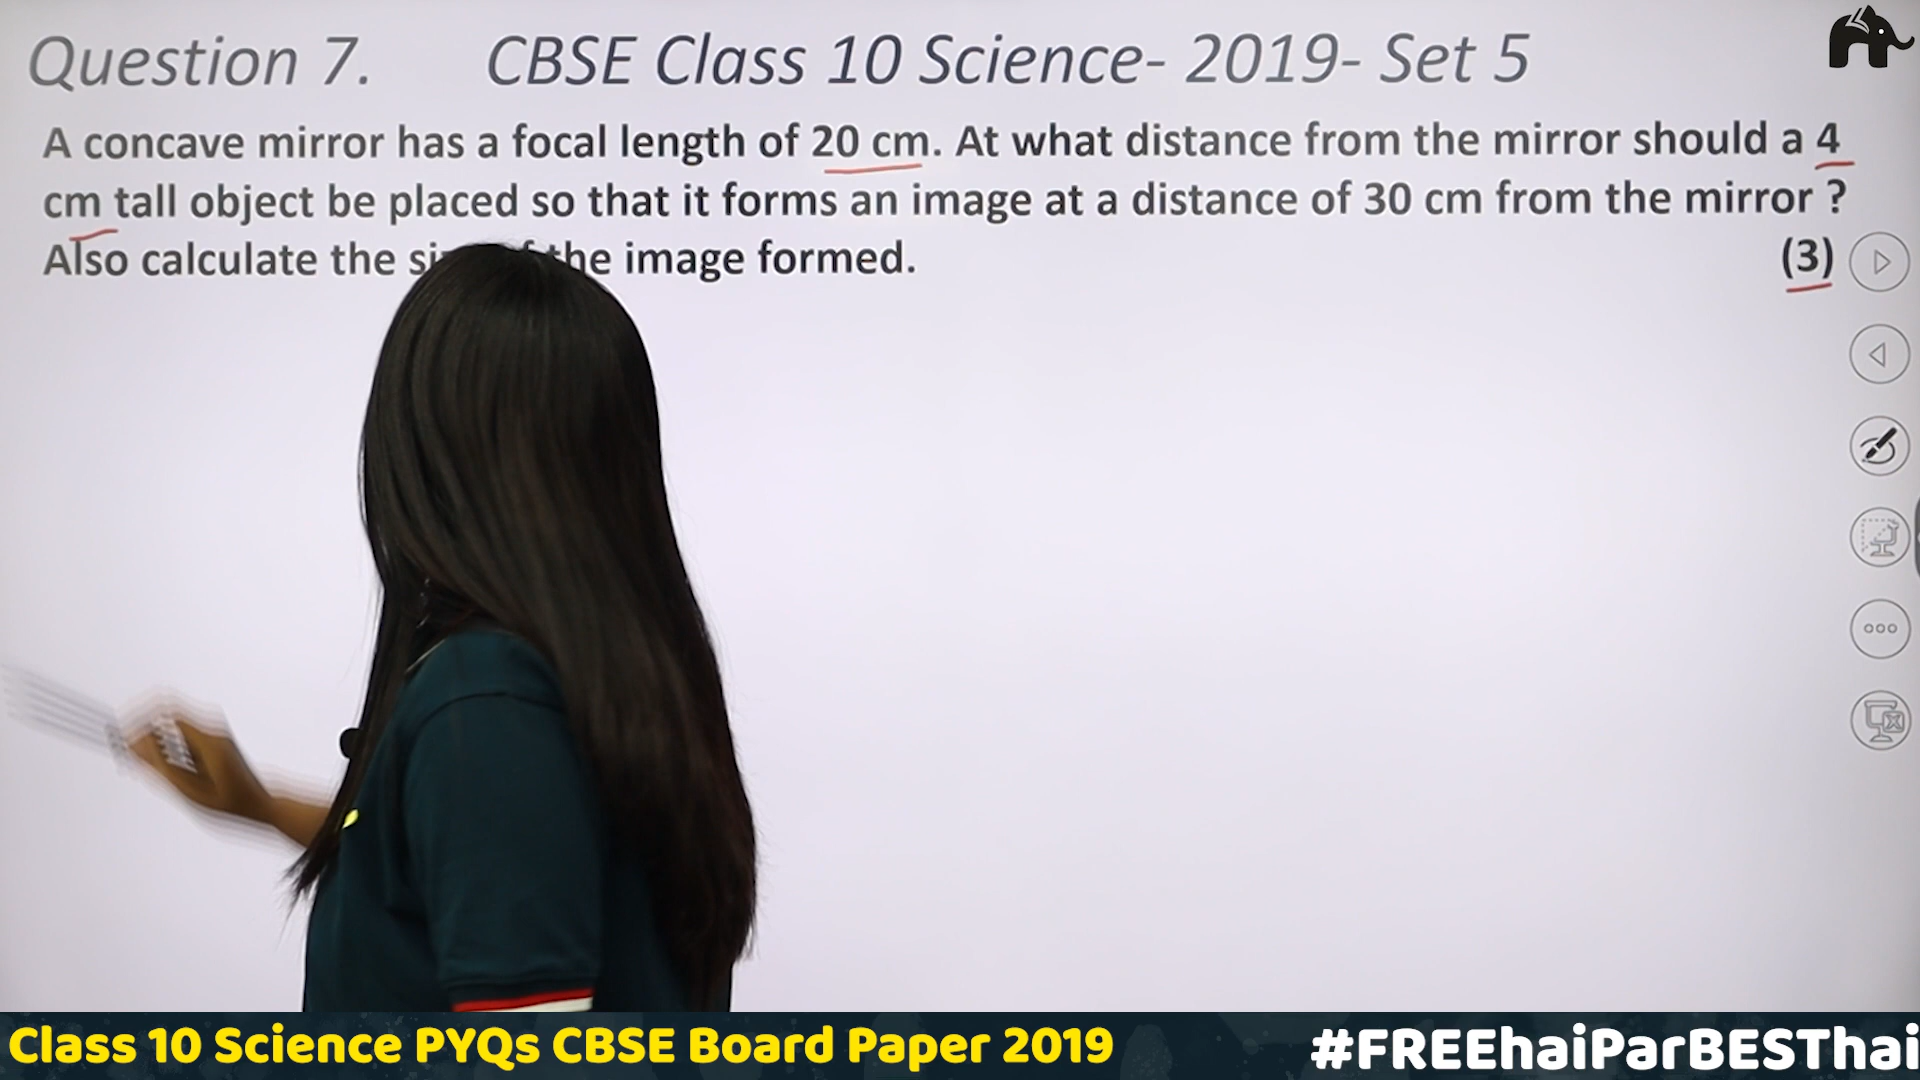 Question 7. CBSE Class 10 Science- 2019- Set 5
A concave mirror has a focal length of 20 cm. At what distance from the mirror should a 4
cm tall object be placed so that it forms an image at a distance of 30 cm from the mirror ?
Also calculate the the image formed. (3)
Class 10 Science PYQs CBSE Board Paper 2019 #FREEhaiParBESThai